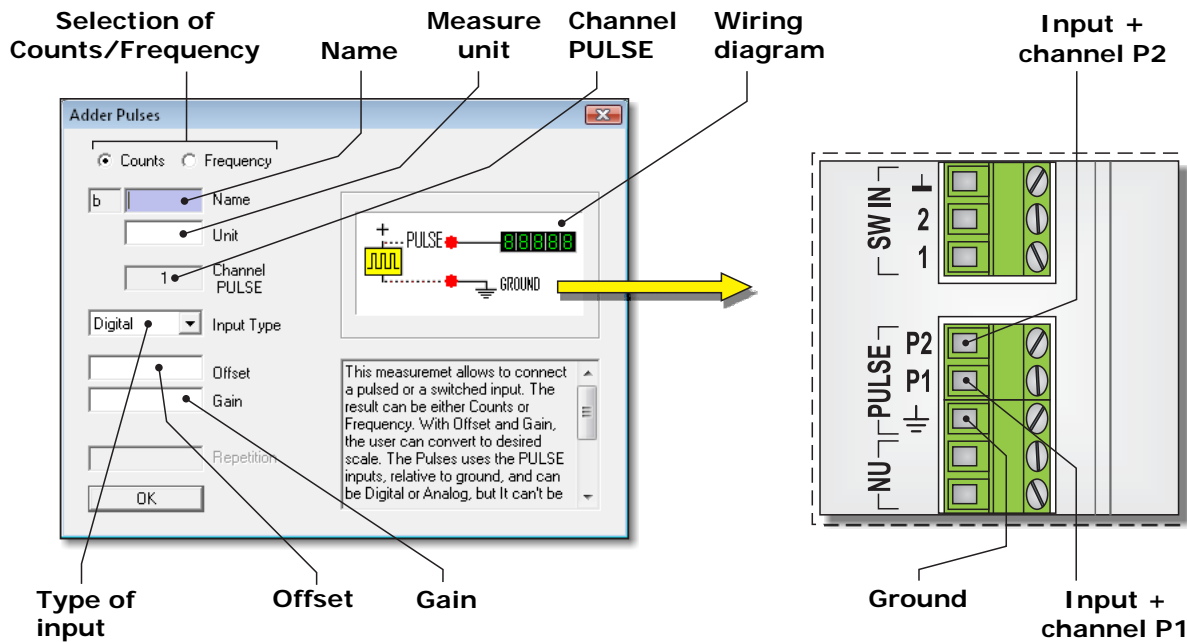 Selection of
Counts/Frequency
Name
Measure
unit
Channel
PULSE
Wiring
diagram
Input +
channel P2
Adder Pulses
Counts
Frequency
b
Name
Unit
1
Channel
PULSE
Digital
Input Type
Offset
Gain
Repetition
OK
+
PULSE
88888
GROUND
This measuremet allows to connect
a pulsed or a switched input. The
result can be either Counts or
Frequency. With Offset and Gain,
the user can convert to desired
scale. The Pulses uses the PULSE
inputs, relative to ground, and can
be Digital or Analog, but It can't be
SW IN
2
1
PULSE
P2
P1
NU
Type of
input
Offset
Gain
Ground
Input +
channel P1